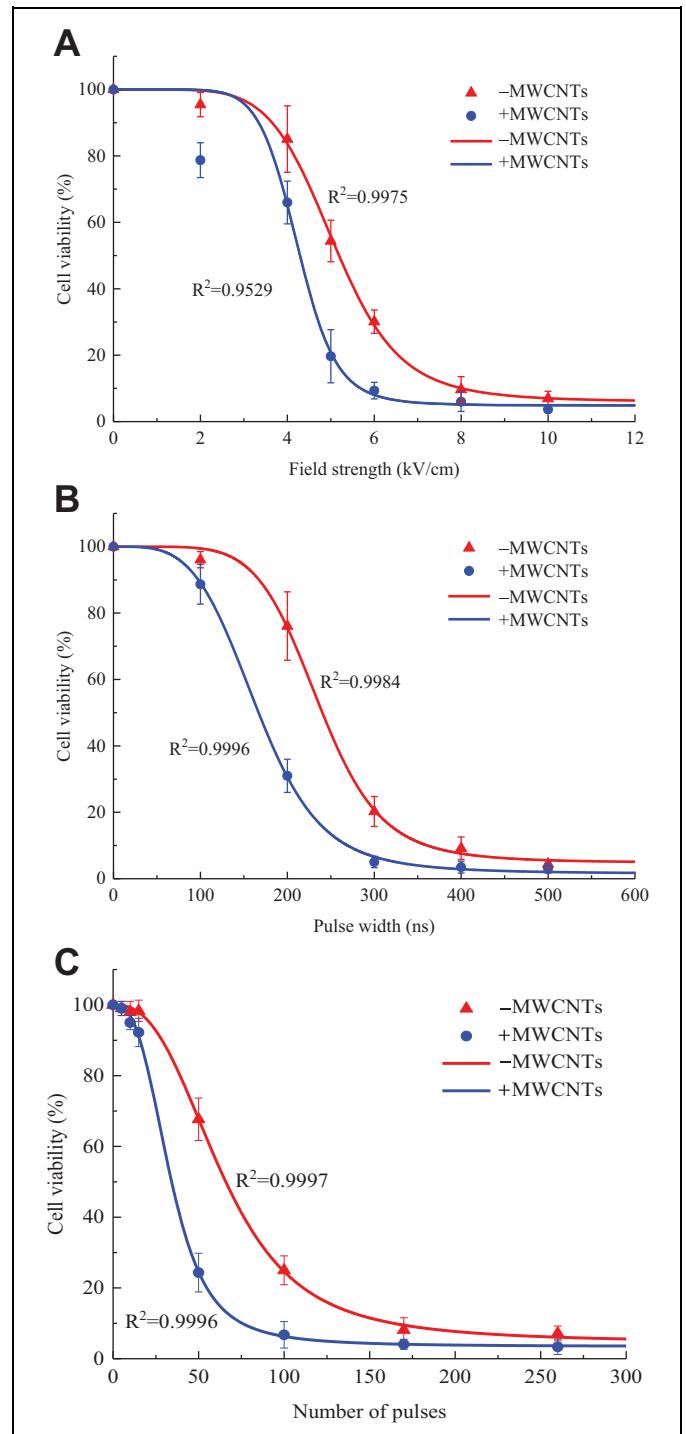 A
100
80
60
40
20
0
Cell viability (%)
−MWCNTs
+MWCNTs
−MWCNTs
+MWCNTs
R²=0.9975
R²=0.9529
0 2 4 6 8 10 12
Field strength (kV/cm)
B
100
80
60
40
20
0
Cell viability (%)
−MWCNTs
+MWCNTs
−MWCNTs
+MWCNTs
R²=0.9984
R²=0.9996
0 100 200 300 400 500 600
Pulse width (ns)
C
100
80
60
40
20
0
Cell viability (%)
−MWCNTs
+MWCNTs
−MWCNTs
+MWCNTs
R²=0.9997
R²=0.9996
0 50 100 150 200 250 300
Number of pulses